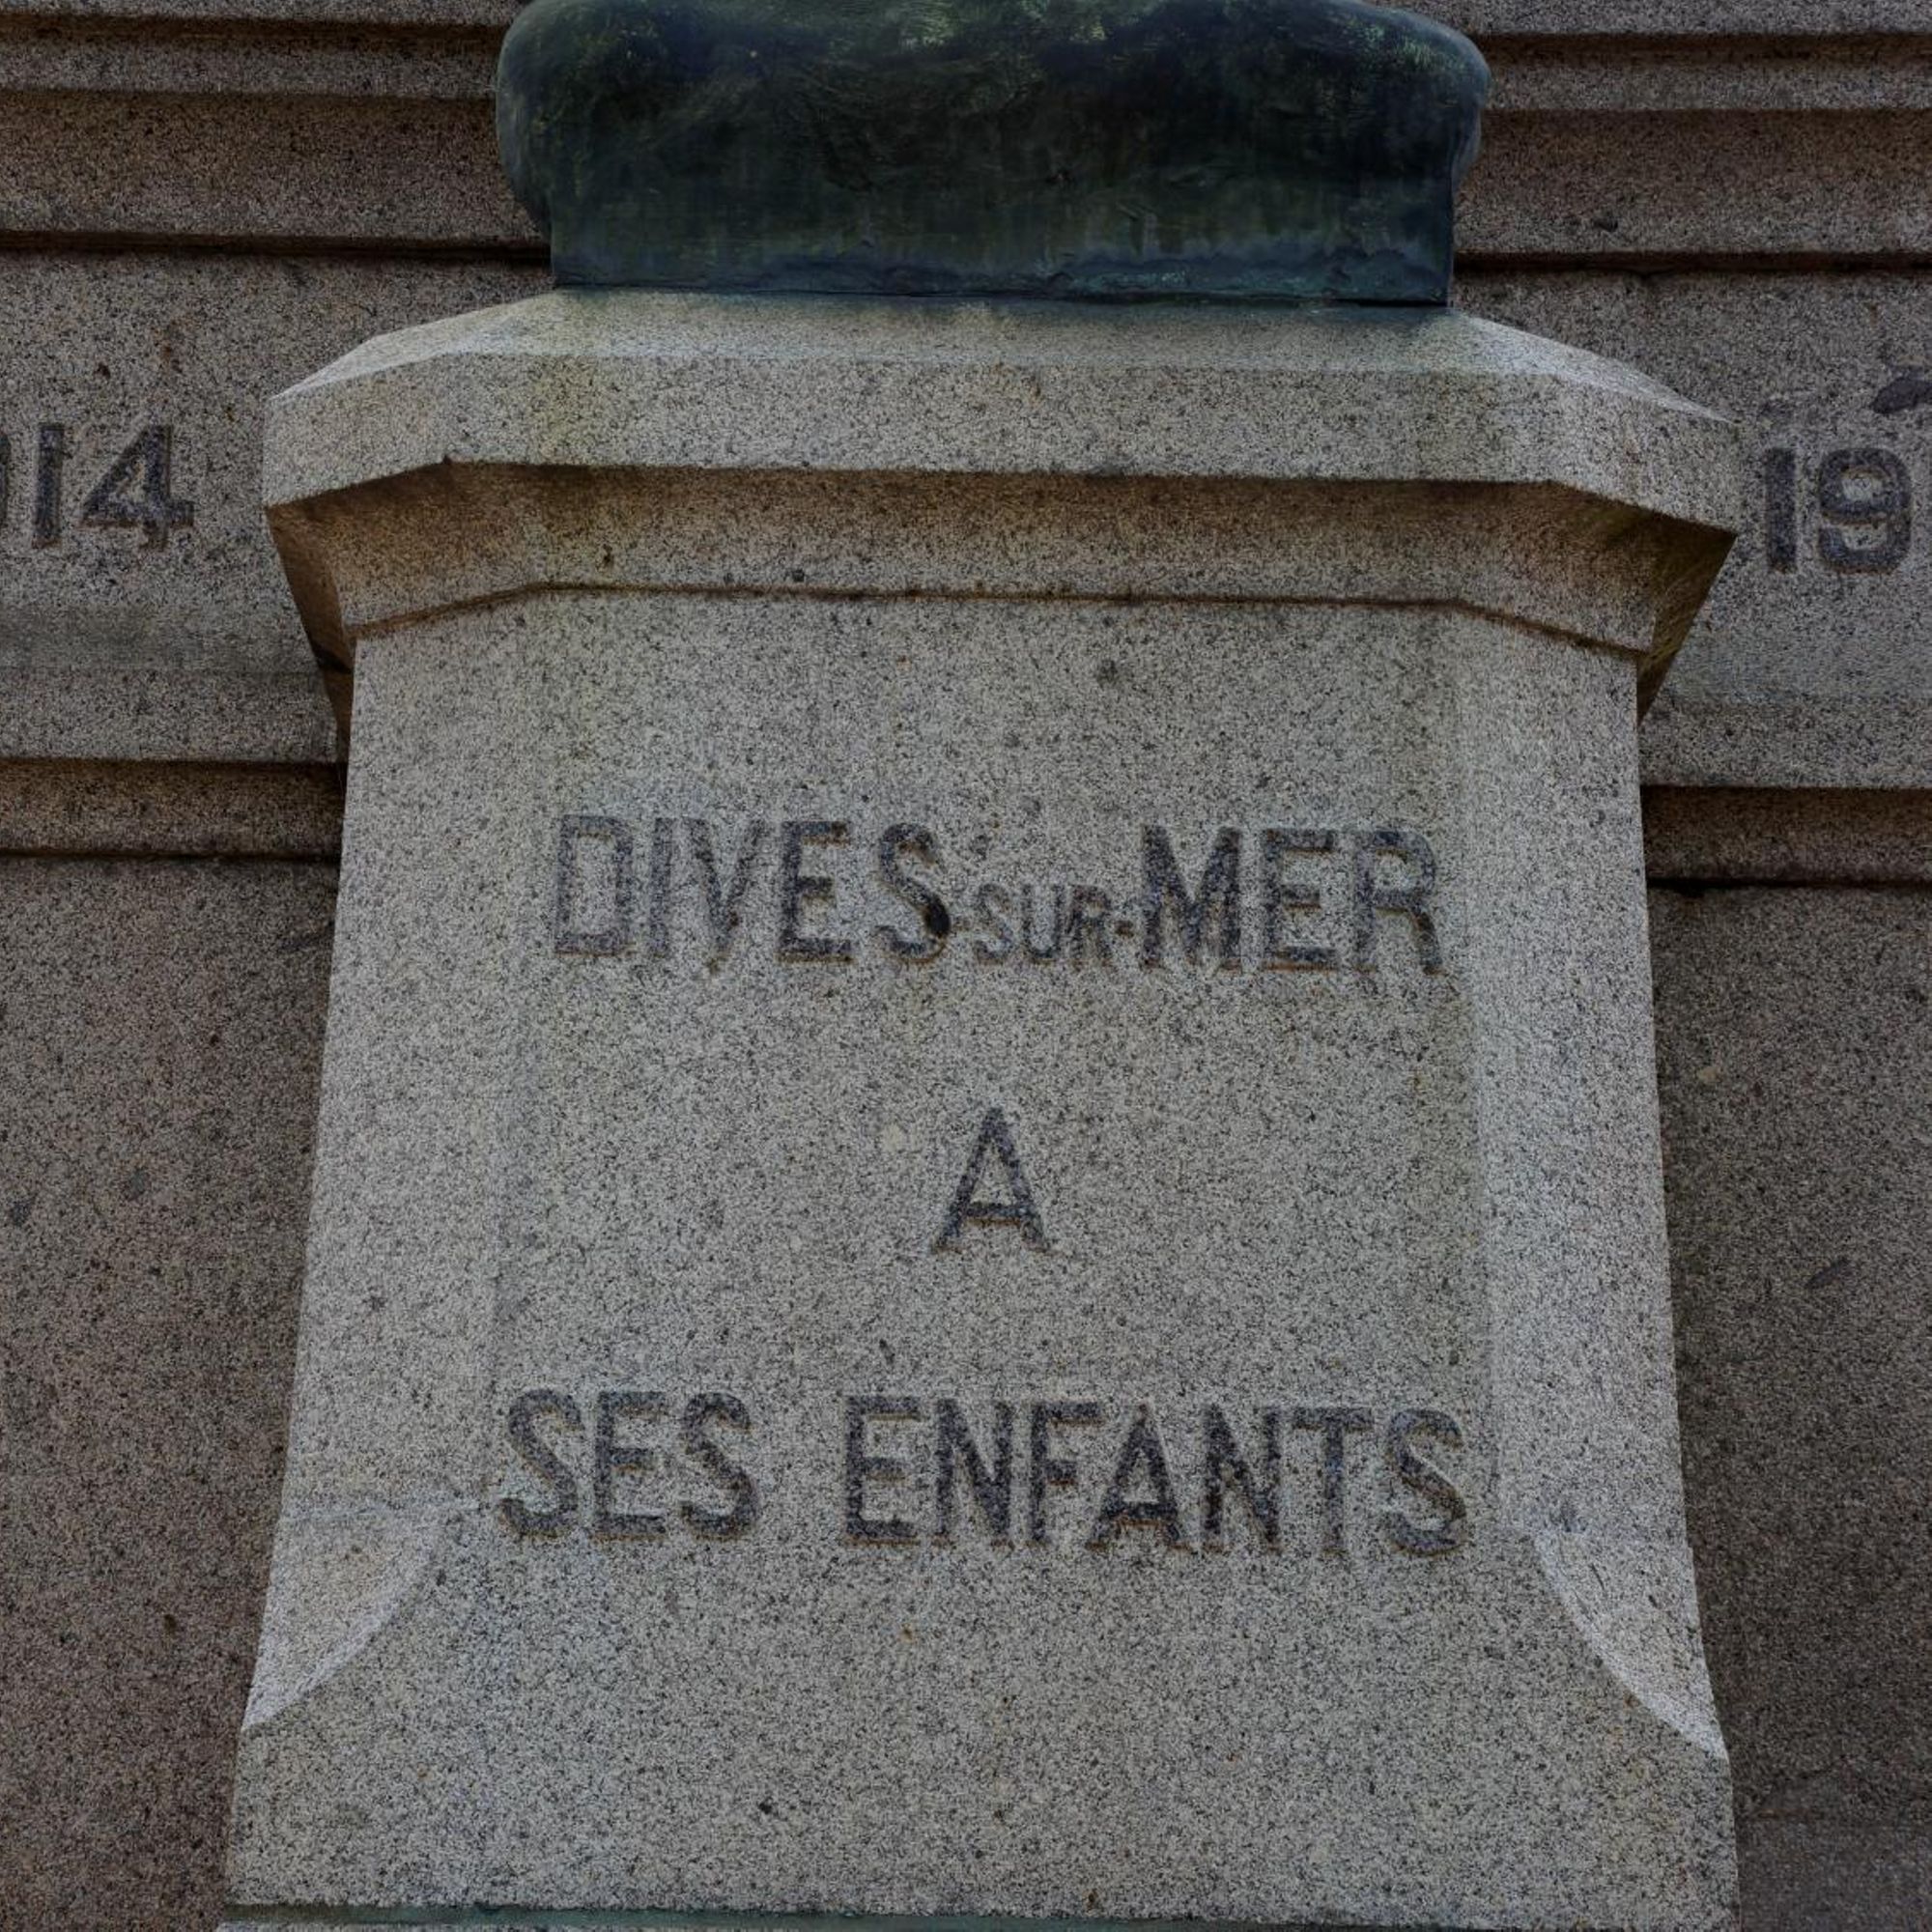 14
19
DIVES-SUR-MER
A
SES ENFANTS